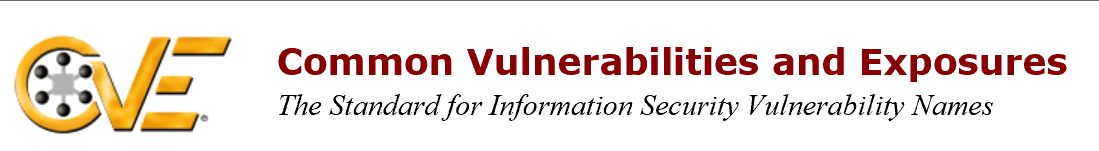 CVE
Common Vulnerabilities and Exposures
The Standard for Information Security Vulnerability Names